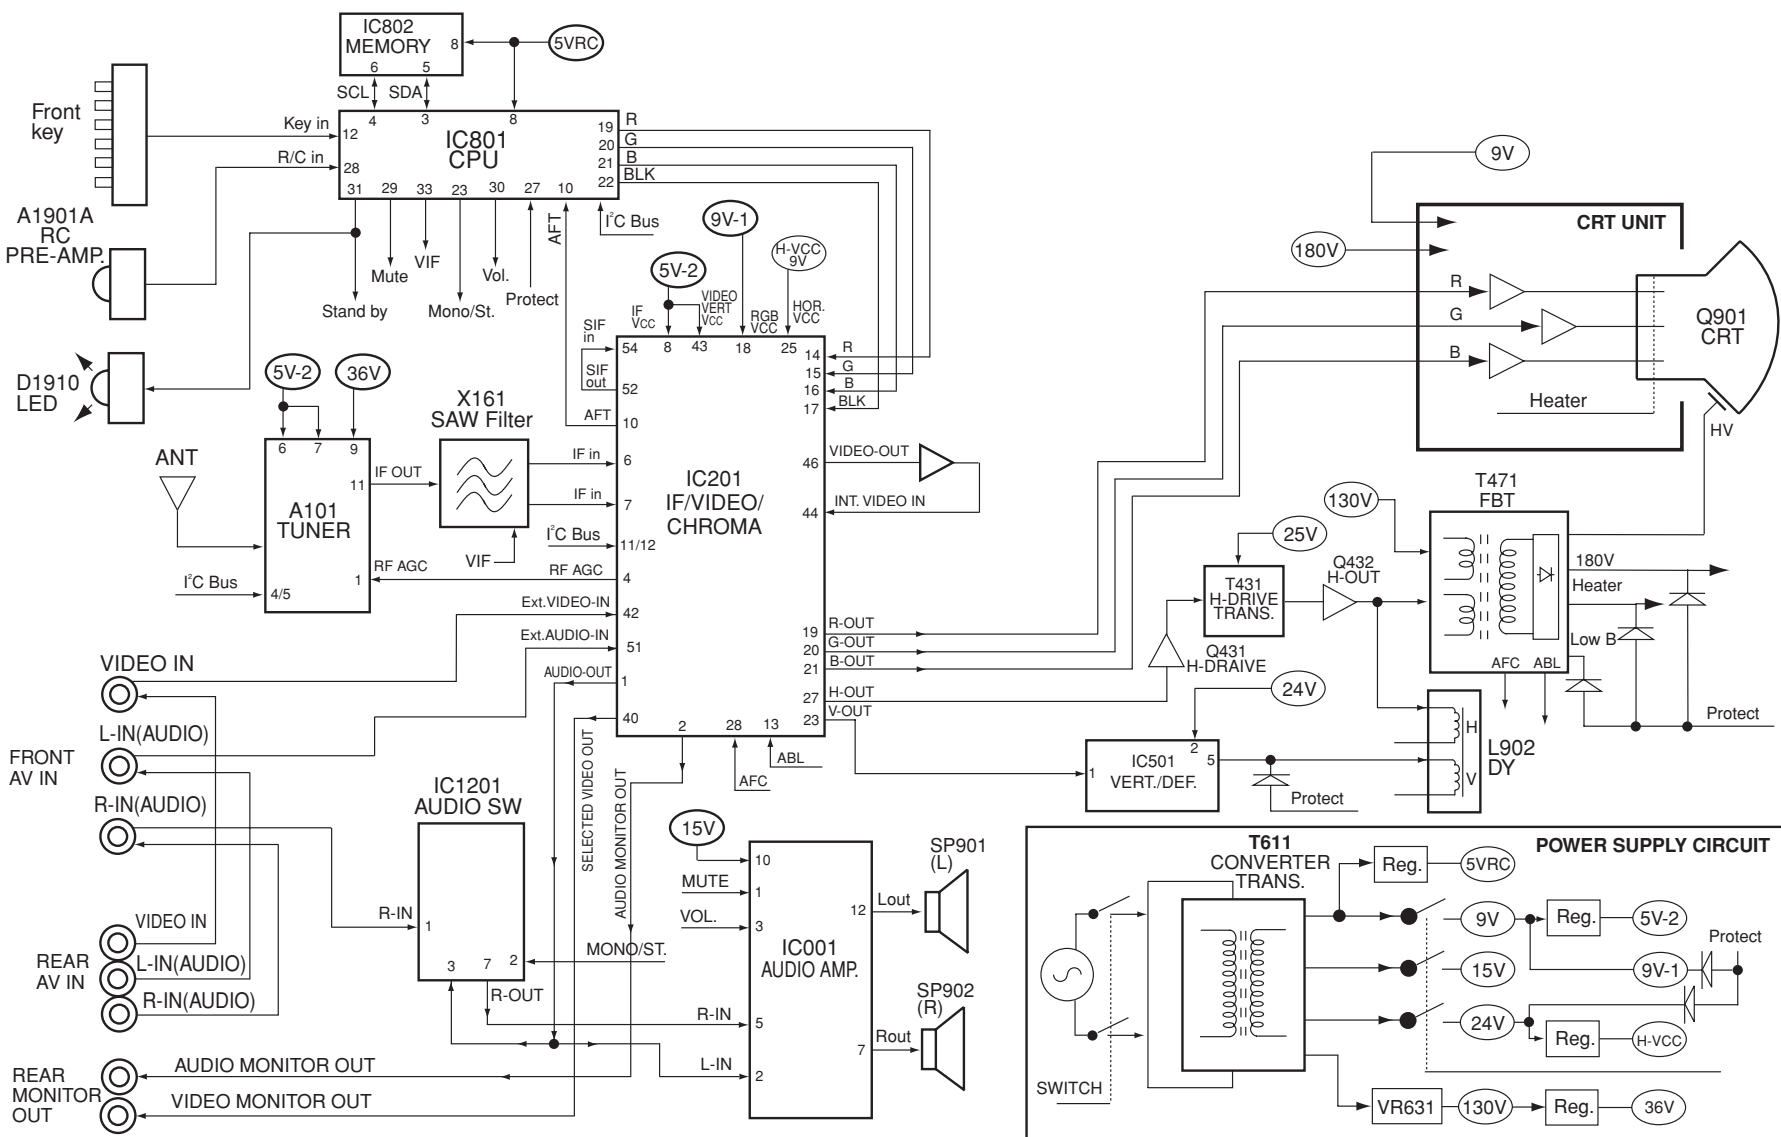 IC802
MEMORY
8
6
5
5VRC
SCL
SDA
Front
key
Key in
R/C in
12
28
4
3
8
IC801
CPU
19
20
21
22
R
G
B
BLK
31
29
33
23
30
27
10
I²C Bus
AFT
A1901A
RC
PRE-AMP.
Stand by
Mute
VIF
Mono/St.
Vol.
Protect
D1910
LED
5V-2
9V-1
H-VCC
9V
IF
VCC
VIDEO
VERT
VCC
RGB
VCC
HOR.
VCC
SIF
in
SIF
out
AFT
54
52
10
8
43
18
25
14
15
16
17
R
G
B
BLK
5V-2
36V
6
7
9
11
IF OUT
ANT
A101
TUNER
I²C Bus
4/5
1
RF AGC
X161
SAW Filter
VIF
IF in
IF in
6
7
I²C Bus
11/12
RF AGC
4
Ext.VIDEO-IN
42
Ext.AUDIO-IN
51
AUDIO-OUT
1
40
IC201
IF/VIDEO/
CHROMA
46
44
VIDEO-OUT
INT. VIDEO IN
19
20
21
27
23
R-OUT
G-OUT
B-OUT
H-OUT
V-OUT
2
28
13
AFC
ABL
SELECTED VIDEO OUT
AUDIO MONITOR OUT
9V
180V
CRT UNIT
R
G
B
Heater
Q901
CRT
HV
T471
FBT
130V
180V
Heater
Low B
AFC
ABL
Protect
25V
T431
H-DRIVE
TRANS.
Q432
H-OUT
Q431
H-DRAIVE
24V
IC501
VERT./DEF.
1
2
5
Protect
H
V
L902
DY
VIDEO IN
L-IN(AUDIO)
FRONT
AV IN
R-IN(AUDIO)
VIDEO IN
REAR
AV IN
L-IN(AUDIO)
R-IN(AUDIO)
REAR
MONITOR
OUT
AUDIO MONITOR OUT
VIDEO MONITOR OUT
IC1201
AUDIO SW
R-IN
1
3
7
2
R-OUT
MONO/ST.
15V
MUTE
VOL.
R-IN
L-IN
10
1
3
5
2
IC001
AUDIO AMP.
12
7
Lout
Rout
SP901
(L)
SP902
(R)
T611
CONVERTER
TRANS.
POWER SUPPLY CIRCUIT
SWITCH
Reg.
5VRC
9V
Reg.
5V-2
15V
9V-1
Protect
24V
Reg.
H-VCC
VR631
130V
Reg.
36V